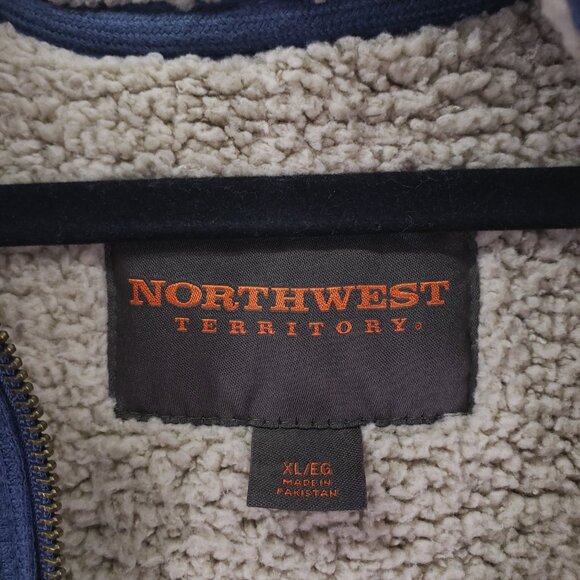 NORTHWEST
TERRITORY®
XL/EG
MADE IN
PAKISTAN